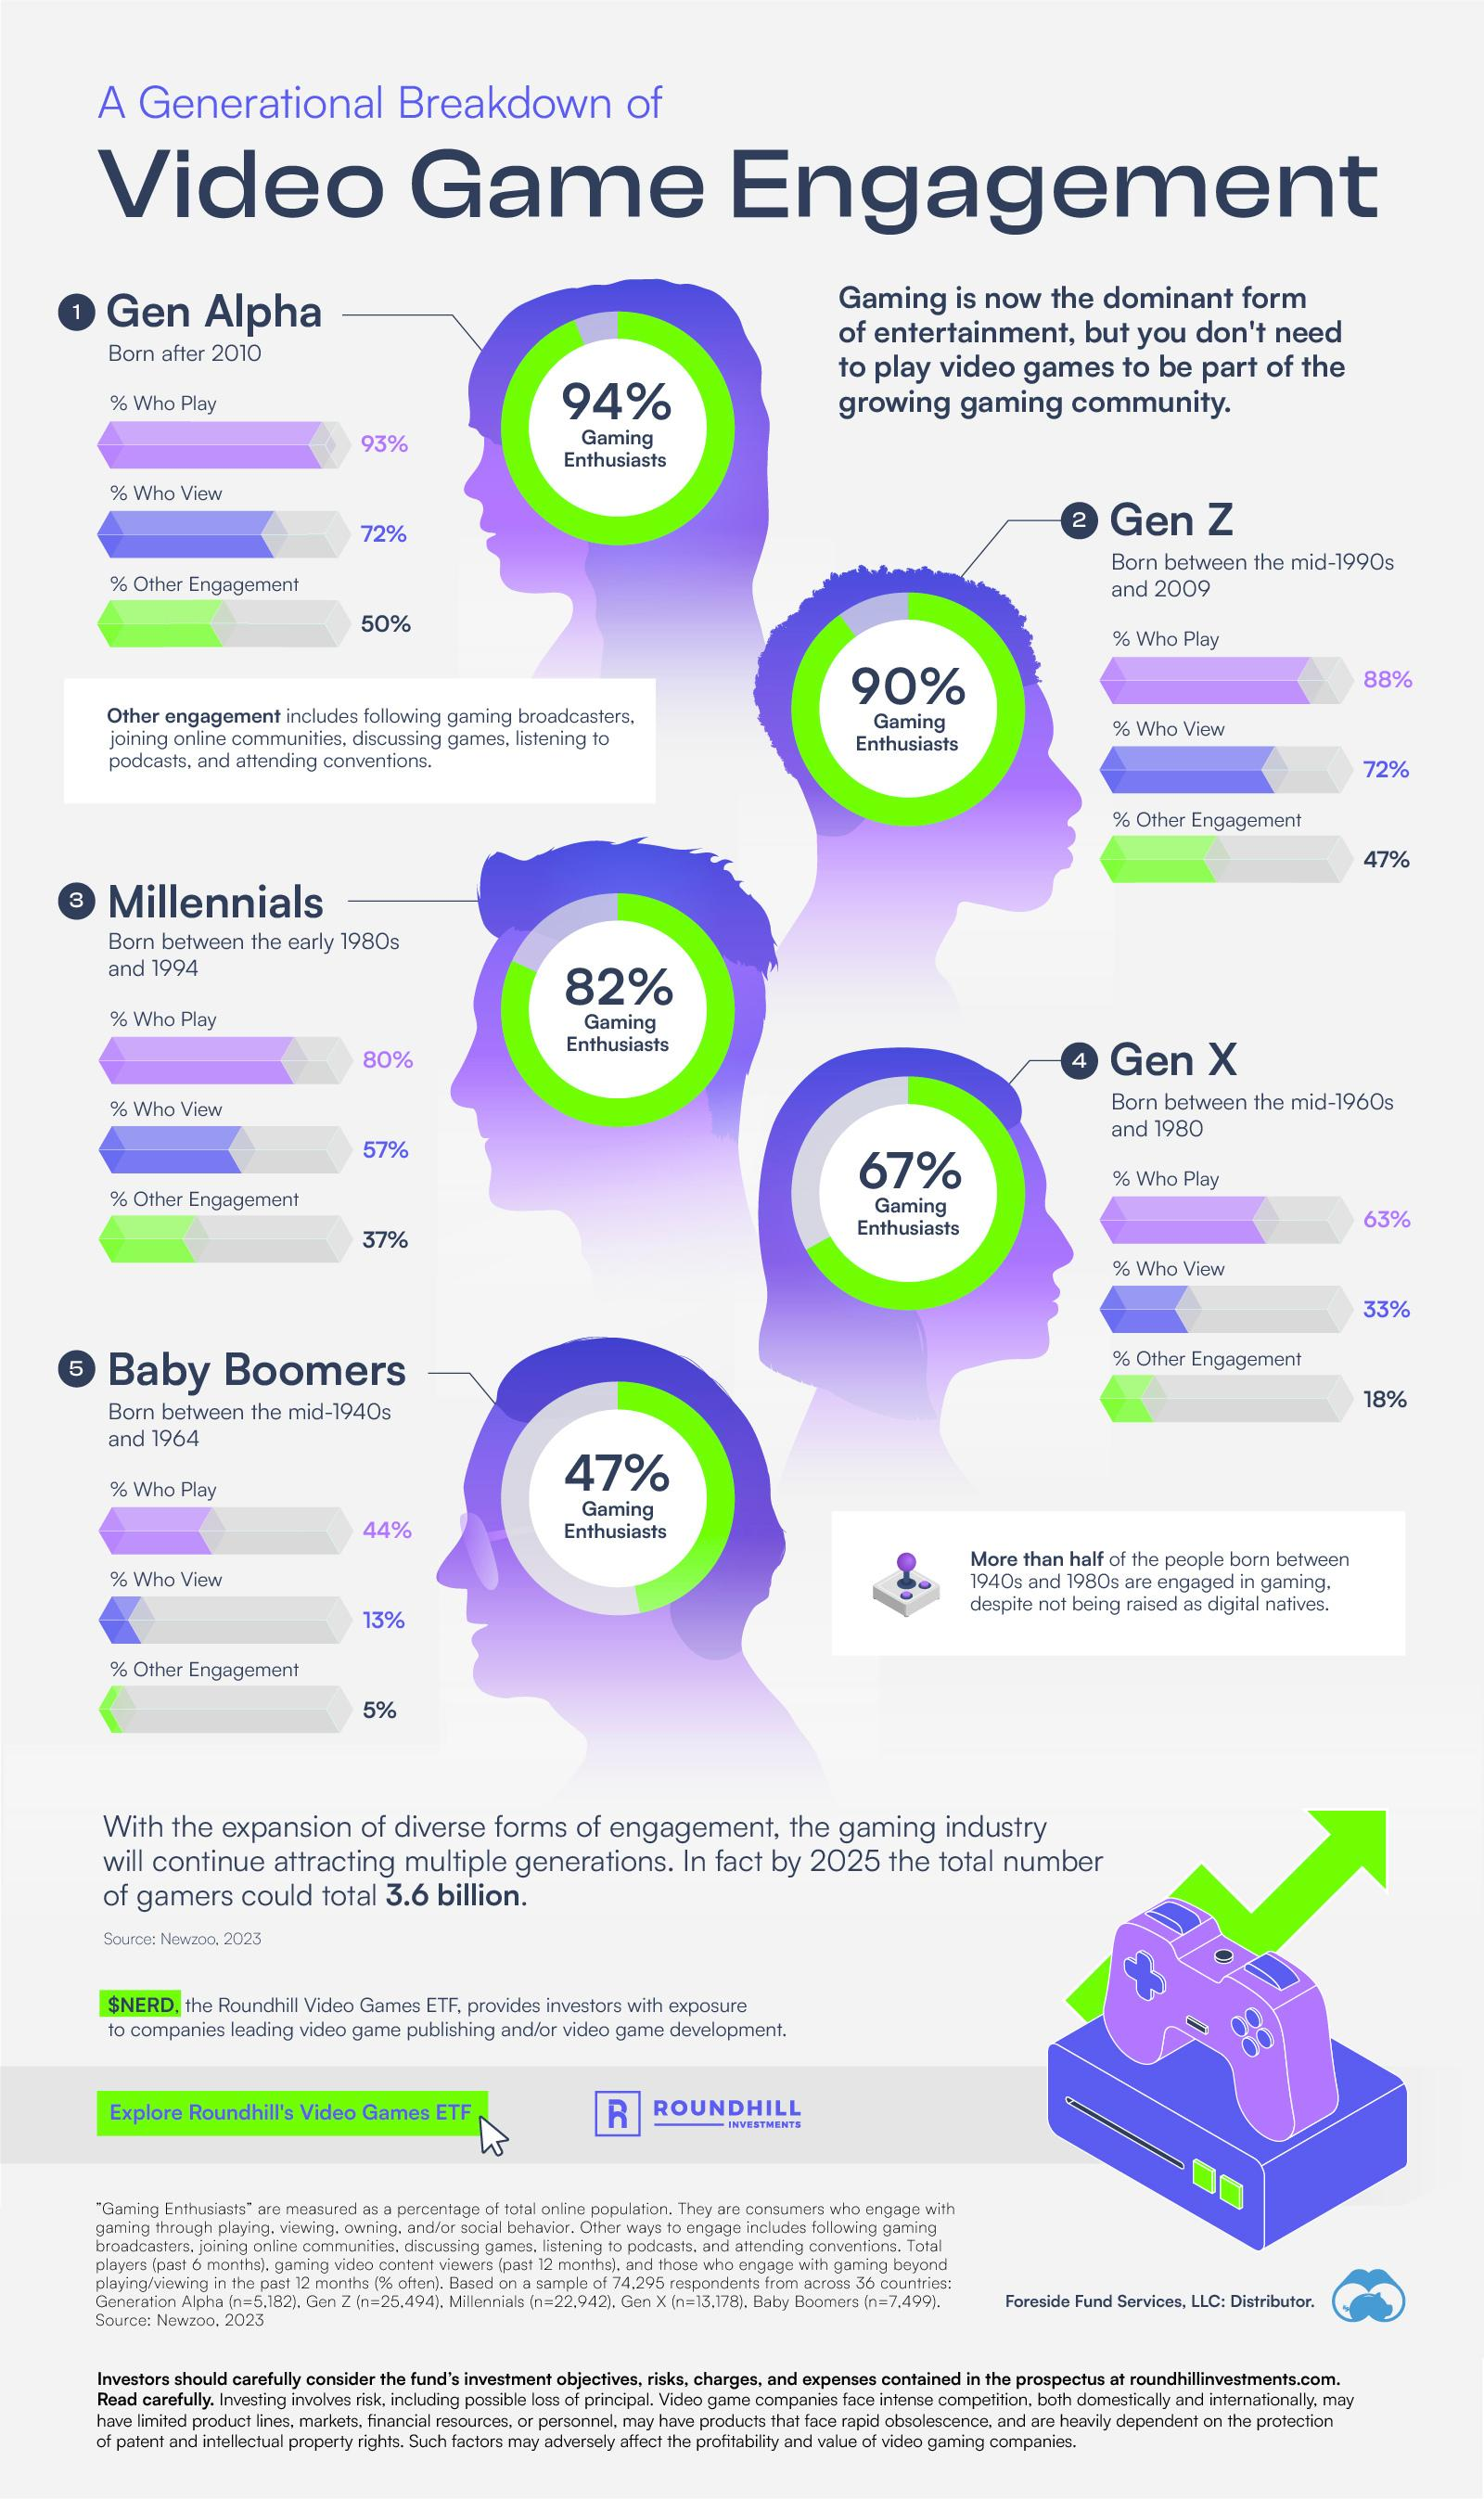 A Generational Breakdown of
Video Game Engagement
1 Gen Alpha
Born after 2010
% Who Play
93%
% Who View
72%
% Other Engagement
50%
94%
Gaming
Enthusiasts
Gaming is now the dominant form
of entertainment, but you don't need
to play video games to be part of the
growing gaming community.
Other engagement includes following gaming broadcasters,
joining online communities, discussing games, listening to
podcasts, and attending conventions.
2 Gen Z
Born between the mid-1990s
and 2009
% Who Play
88%
% Who View
72%
% Other Engagement
47%
90%
Gaming
Enthusiasts
3 Millennials
Born between the early 1980s
and 1994
% Who Play
80%
% Who View
57%
% Other Engagement
37%
82%
Gaming
Enthusiasts
4 Gen X
Born between the mid-1960s
and 1980
% Who Play
63%
% Who View
33%
% Other Engagement
18%
67%
Gaming
Enthusiasts
5 Baby Boomers
Born between the mid-1940s
and 1964
% Who Play
44%
% Who View
13%
% Other Engagement
5%
47%
Gaming
Enthusiasts
More than half of the people born between
1940s and 1980s are engaged in gaming,
despite not being raised as digital natives.
With the expansion of diverse forms of engagement, the gaming industry
will continue attracting multiple generations. In fact by 2025 the total number
of gamers could total 3.6 billion.
Source: Newzoo, 2023
$NERD, the Roundhill Video Games ETF, provides investors with exposure
to companies leading video game publishing and/or video game development.
Explore Roundhill's Video Games ETF
R ROUNDHILL
INVESTMENTS
"Gaming Enthusiasts" are measured as a percentage of total online population. They are consumers who engage with
gaming through playing, viewing, owning, and/or social behavior. Other ways to engage includes following gaming
broadcasters, joining online communities, discussing games, listening to podcasts, and attending conventions. Total
players (past 6 months), gaming video content viewers (past 12 months), and those who engage with gaming beyond
playing/viewing in the past 12 months (% often). Based on a sample of 74,295 respondents from across 36 countries:
Generation Alpha (n=5,182), Gen Z (n=25,494), Millennials (n=22,942), Gen X (n=13,178), Baby Boomers (n=7,499).
Source: Newzoo, 2023
Foreside Fund Services, LLC: Distributor.
Investors should carefully consider the fund's investment objectives, risks, charges, and expenses contained in the prospectus at roundhillinvestments.com.
Read carefully. Investing involves risk, including possible loss of principal. Video game companies face intense competition, both domestically and internationally, may
have limited product lines, markets, financial resources, or personnel, may have products that face rapid obsolescence, and are heavily dependent on the protection
of patent and intellectual property rights. Such factors may adversely affect the profitability and value of video gaming companies.